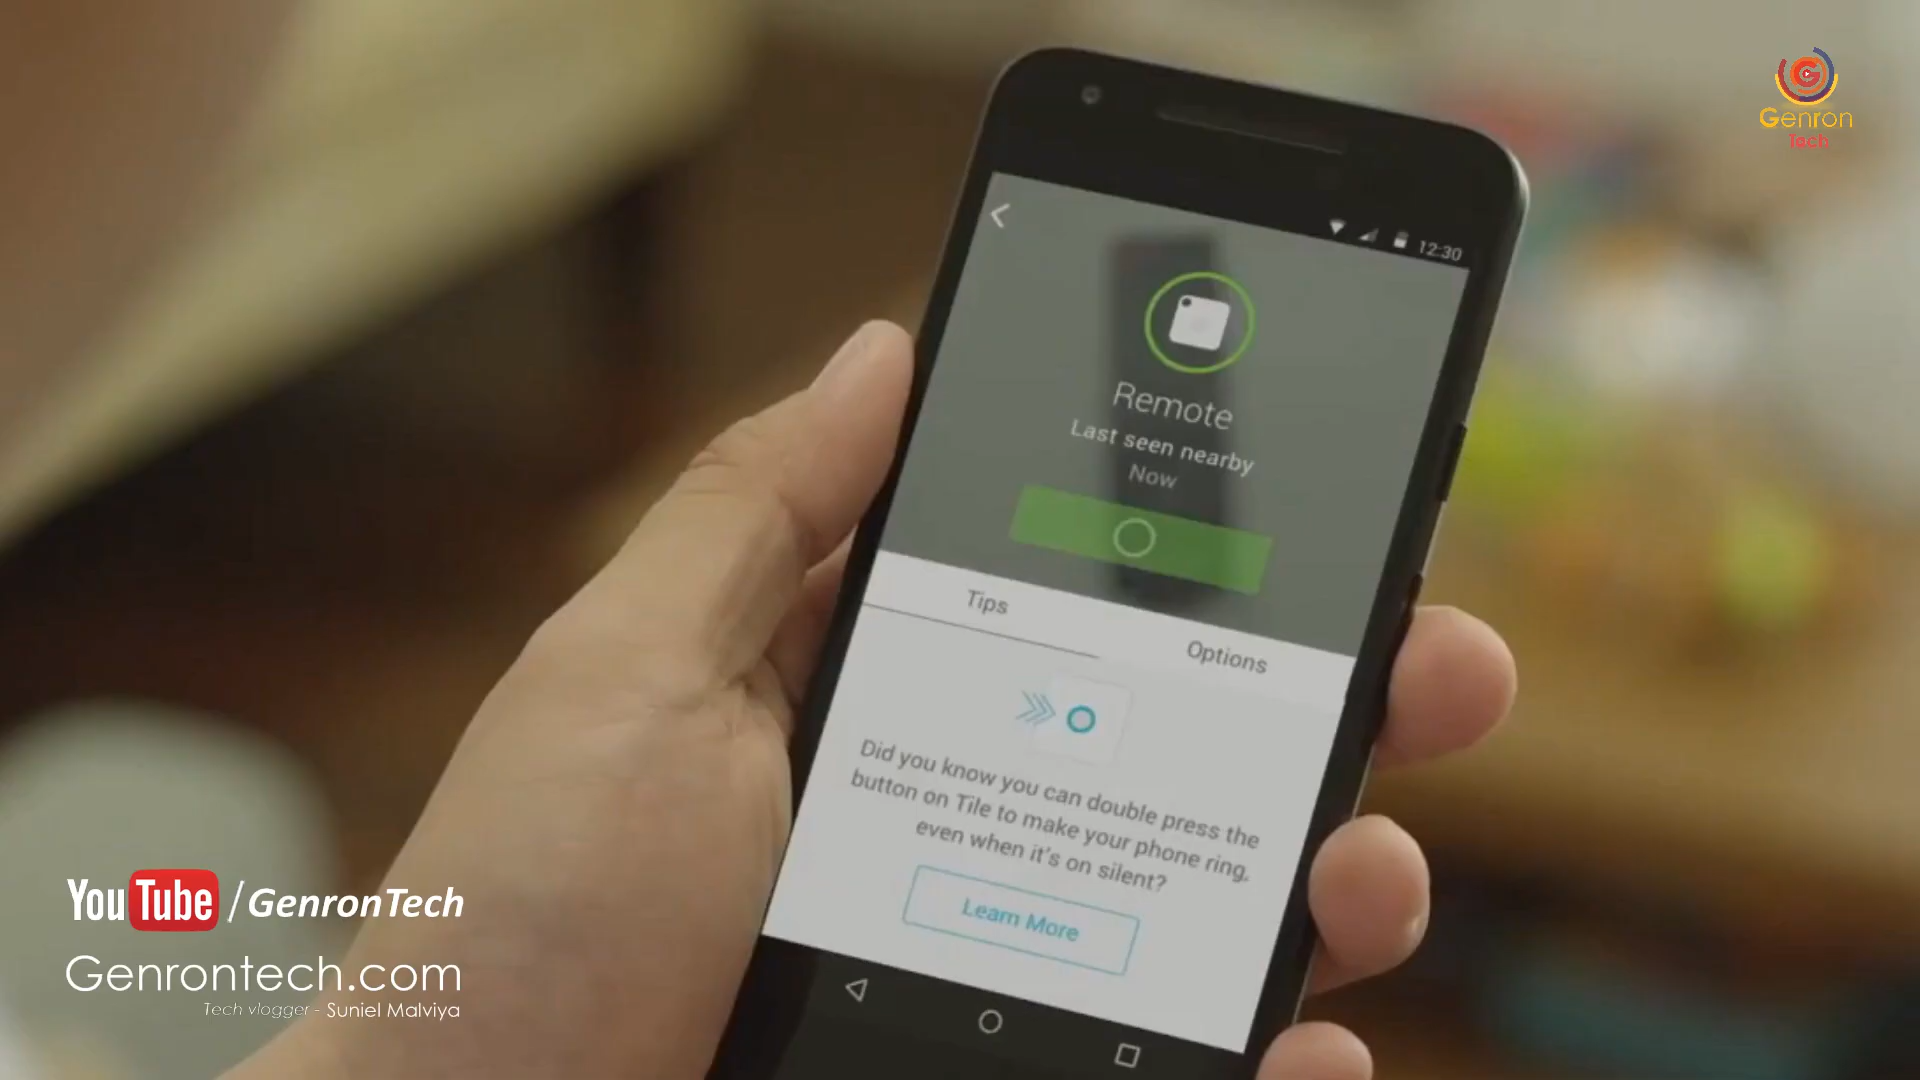 Genron
Tech
12:30
Remote
Last seen nearby
Now
Tips
Options
Did you know you can double press the
button on Tile to make your phone ring,
even when it's on silent?
Learn More
YouTube/GenronTech
Genrontech.com
Tech vlogger - Suniel Malviya